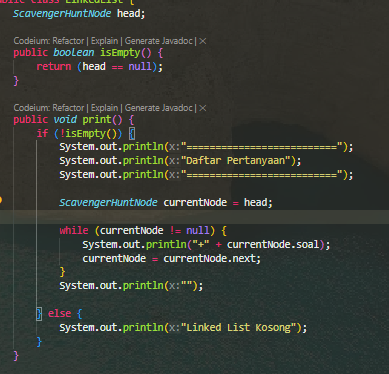 public class LinkedList {
ScavengerHuntNode head;
Codeium: Refactor | Explain | Generate Javadoc | ×
public boolean isEmpty() {
return (head == null);
}
Codeium: Refactor | Explain | Generate Javadoc | ×
public void print() {
if (!isEmpty()) {
System.out.println(x:"==========================");
System.out.println(x:"Daftar Pertanyaan");
System.out.println(x:"==========================");
ScavengerHuntNode currentNode = head;
while (currentNode != null) {
System.out.println("+" + currentNode.soal);
currentNode = currentNode.next;
}
System.out.println(x:"");
} else {
System.out.println(x:"Linked List Kosong");
}
}